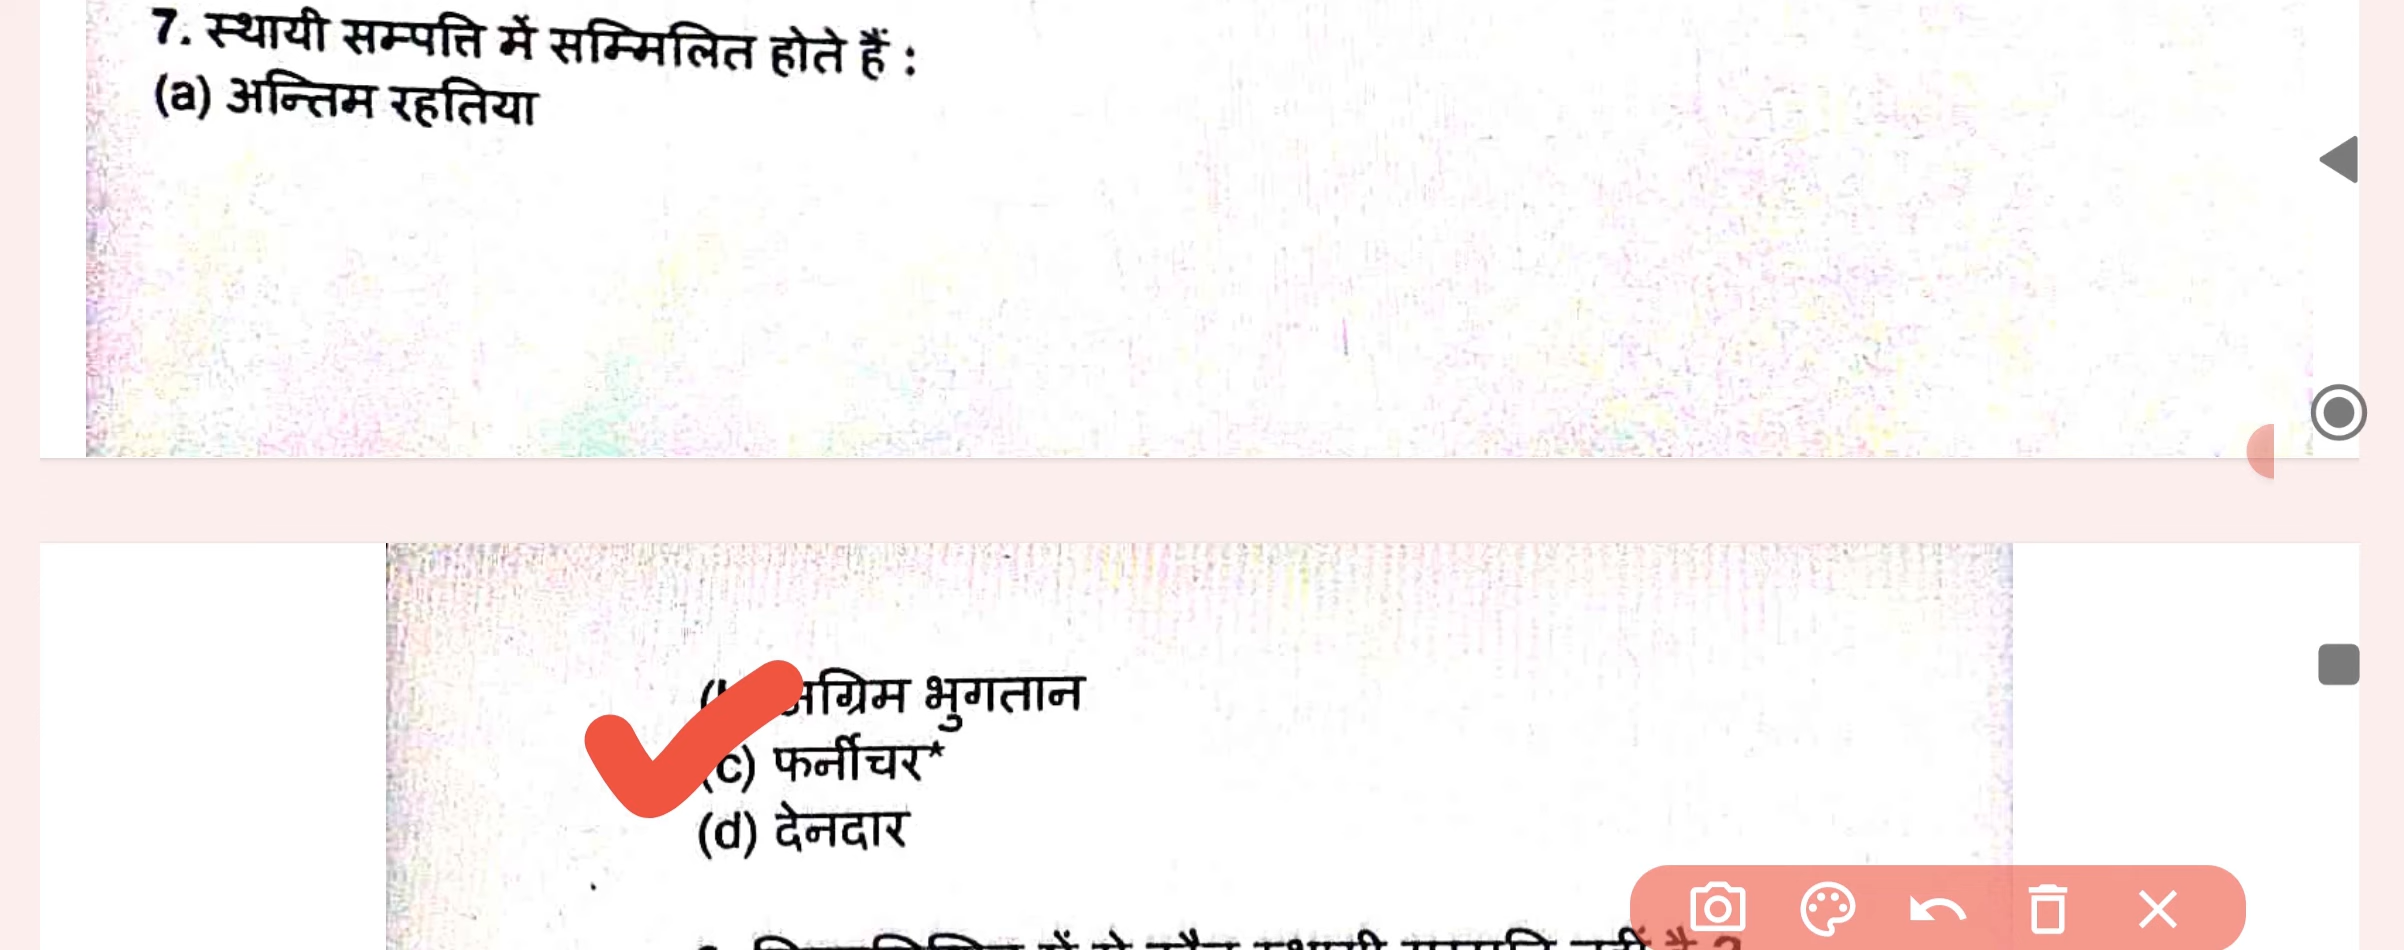 7. स्थायी सम्पत्ति में सम्मिलित होते हैं :
(a) अन्तिम रहतिया
अग्रिम भुगतान
(c) फर्नीचर*
(d) देनदार